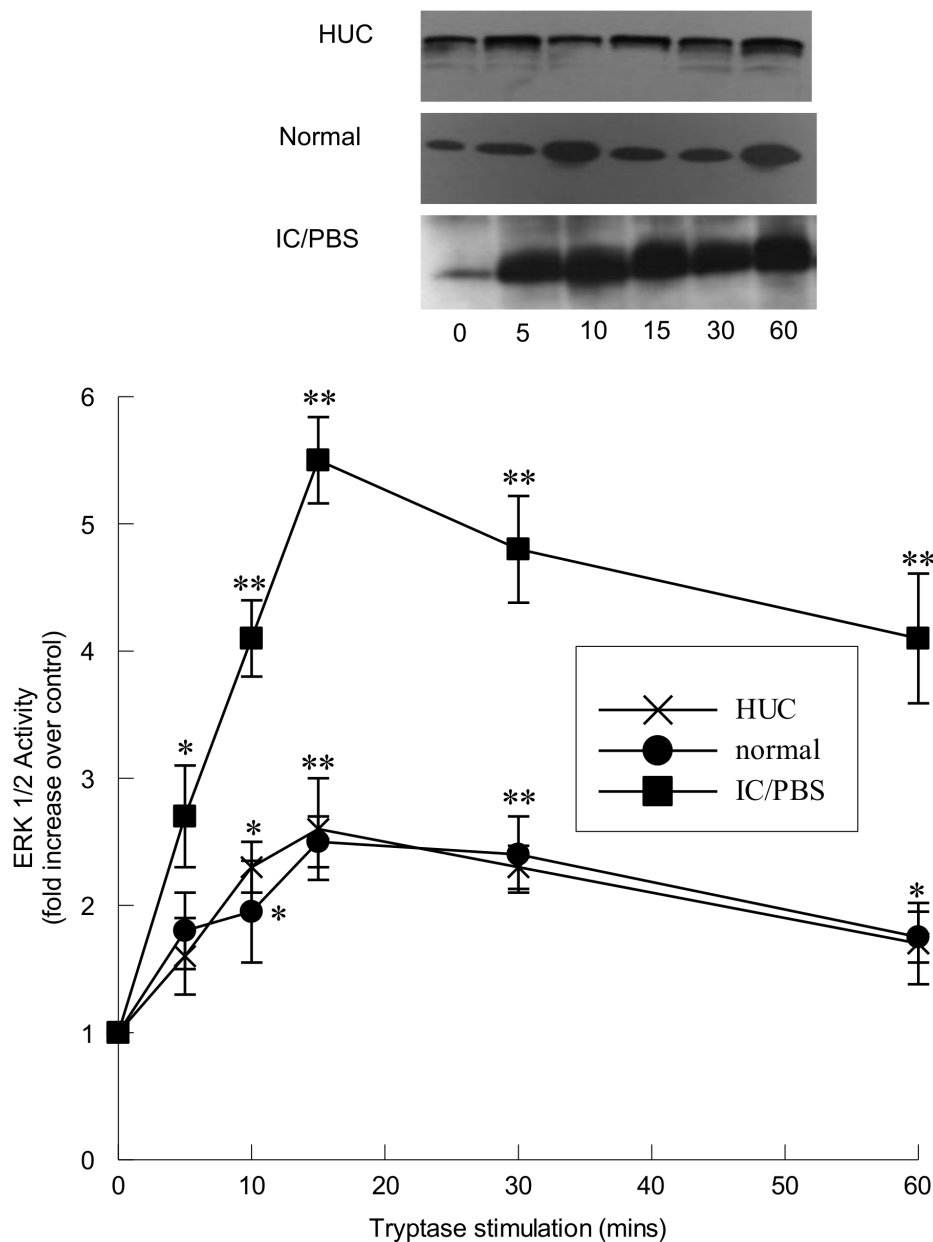 HUC
Normal
IC/PBS
0 5 10 15 30 60
6
5
4
3
2
1
0
ERK 1/2 Activity
(fold increase over control)
**
**
**
**
*
**
*
**
*
*
*
HUC
normal
IC/PBS
0 10 20 30 40 50 60
Tryptase stimulation (mins)